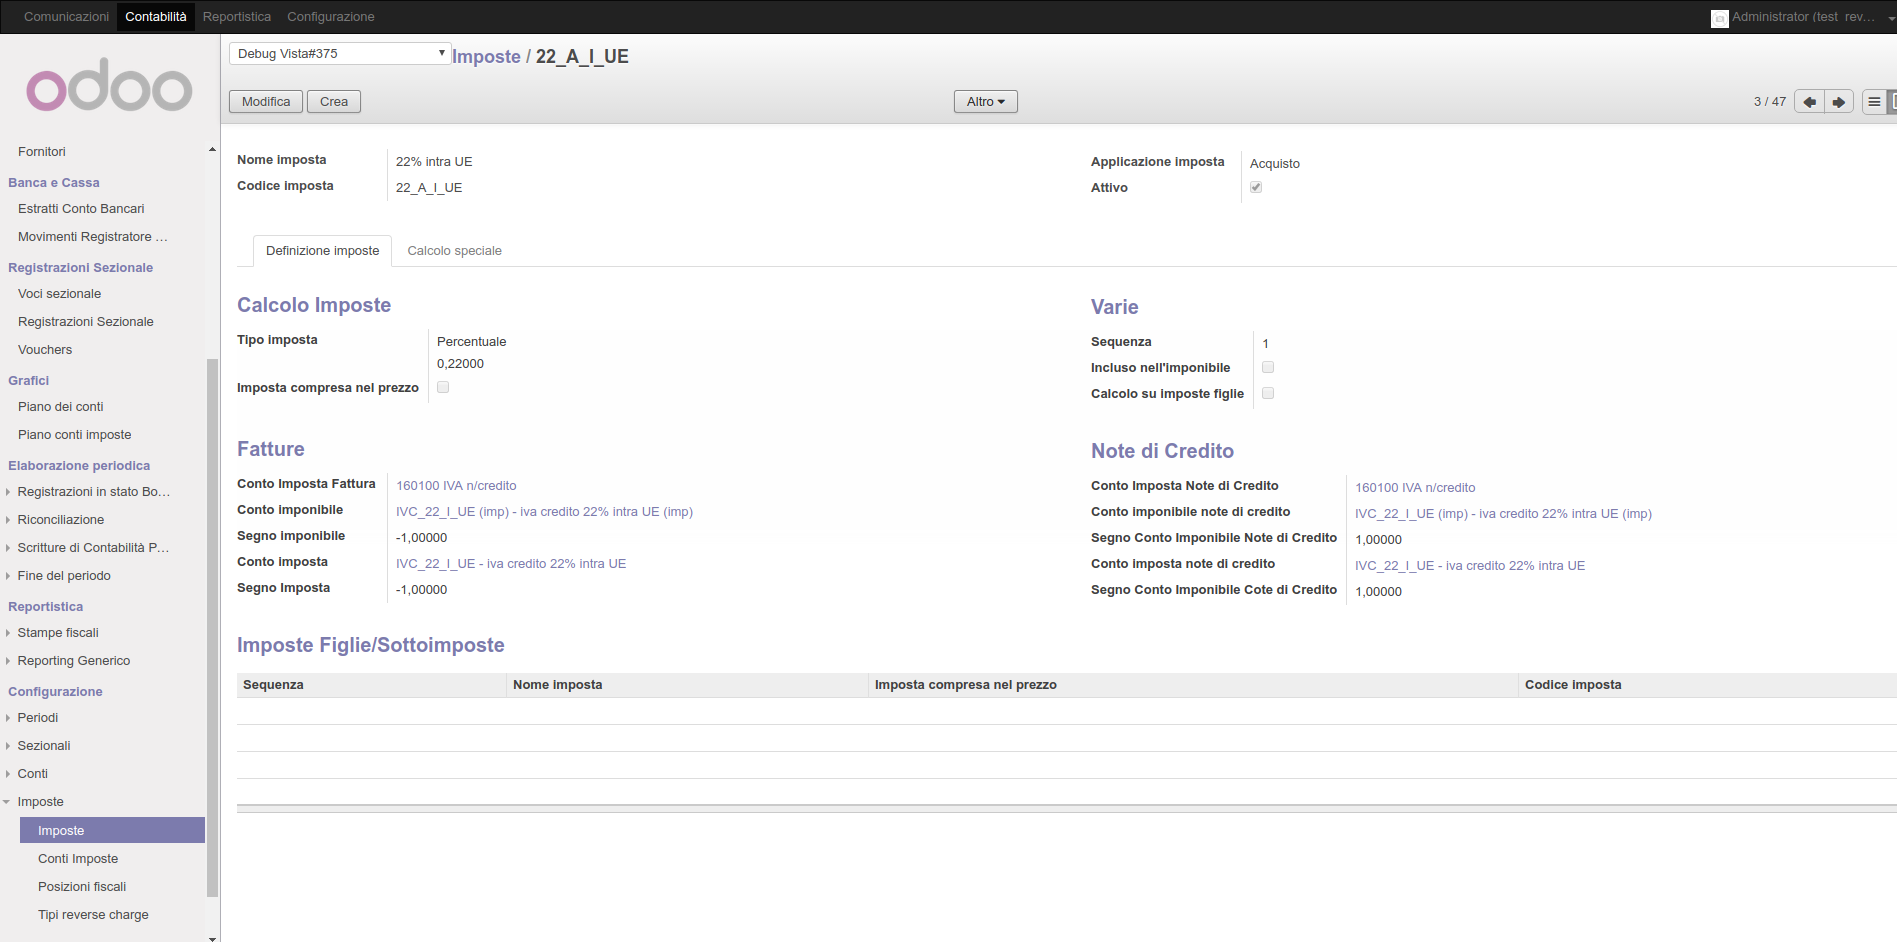 Comunicazioni Contabilità Reportistica Configurazione Administrator (test_rev...
odoo
Debug Vista#375 Imposte / 22_A_I_UE
Modifica Crea Altro 3 / 47
Fornitori
Banca e Cassa
Estratti Conto Bancari
Movimenti Registratore ...
Registrazioni Sezionale
Voci sezionale
Registrazioni Sezionale
Vouchers
Grafici
Piano dei conti
Piano conti imposte
Elaborazione periodica
Registrazioni in stato Bo...
Riconciliazione
Scritture di Contabilità P...
Fine del periodo
Reportistica
Stampe fiscali
Reporting Generico
Configurazione
Periodi
Sezionali
Conti
Imposte
Imposte
Conti Imposte
Posizioni fiscali
Tipi reverse charge
Nome imposta 22% intra UE
Codice imposta 22_A_I_UE
Applicazione imposta Acquisto
Attivo
Definizione imposte Calcolo speciale
Calcolo Imposte
Tipo imposta Percentuale
0,22000
Imposta compresa nel prezzo
Varie
Sequenza 1
Incluso nell'imponibile
Calcolo su imposte figlie
Fatture
Conto Imposta Fattura 160100 IVA n/credito
Conto imponibile IVC_22_I_UE (imp) - iva credito 22% intra UE (imp)
Segno imponibile -1,00000
Conto imposta IVC_22_I_UE - iva credito 22% intra UE
Segno Imposta -1,00000
Note di Credito
Conto Imposta Note di Credito 160100 IVA n/credito
Conto imponibile note di credito IVC_22_I_UE (imp) - iva credito 22% intra UE (imp)
Segno Conto Imponibile Note di Credito 1,00000
Conto imposta note di credito IVC_22_I_UE - iva credito 22% intra UE
Segno Conto Imponibile Cote di Credito 1,00000
Imposte Figlie/Sottoimposte
Sequenza Nome imposta Imposta compresa nel prezzo Codice imposta